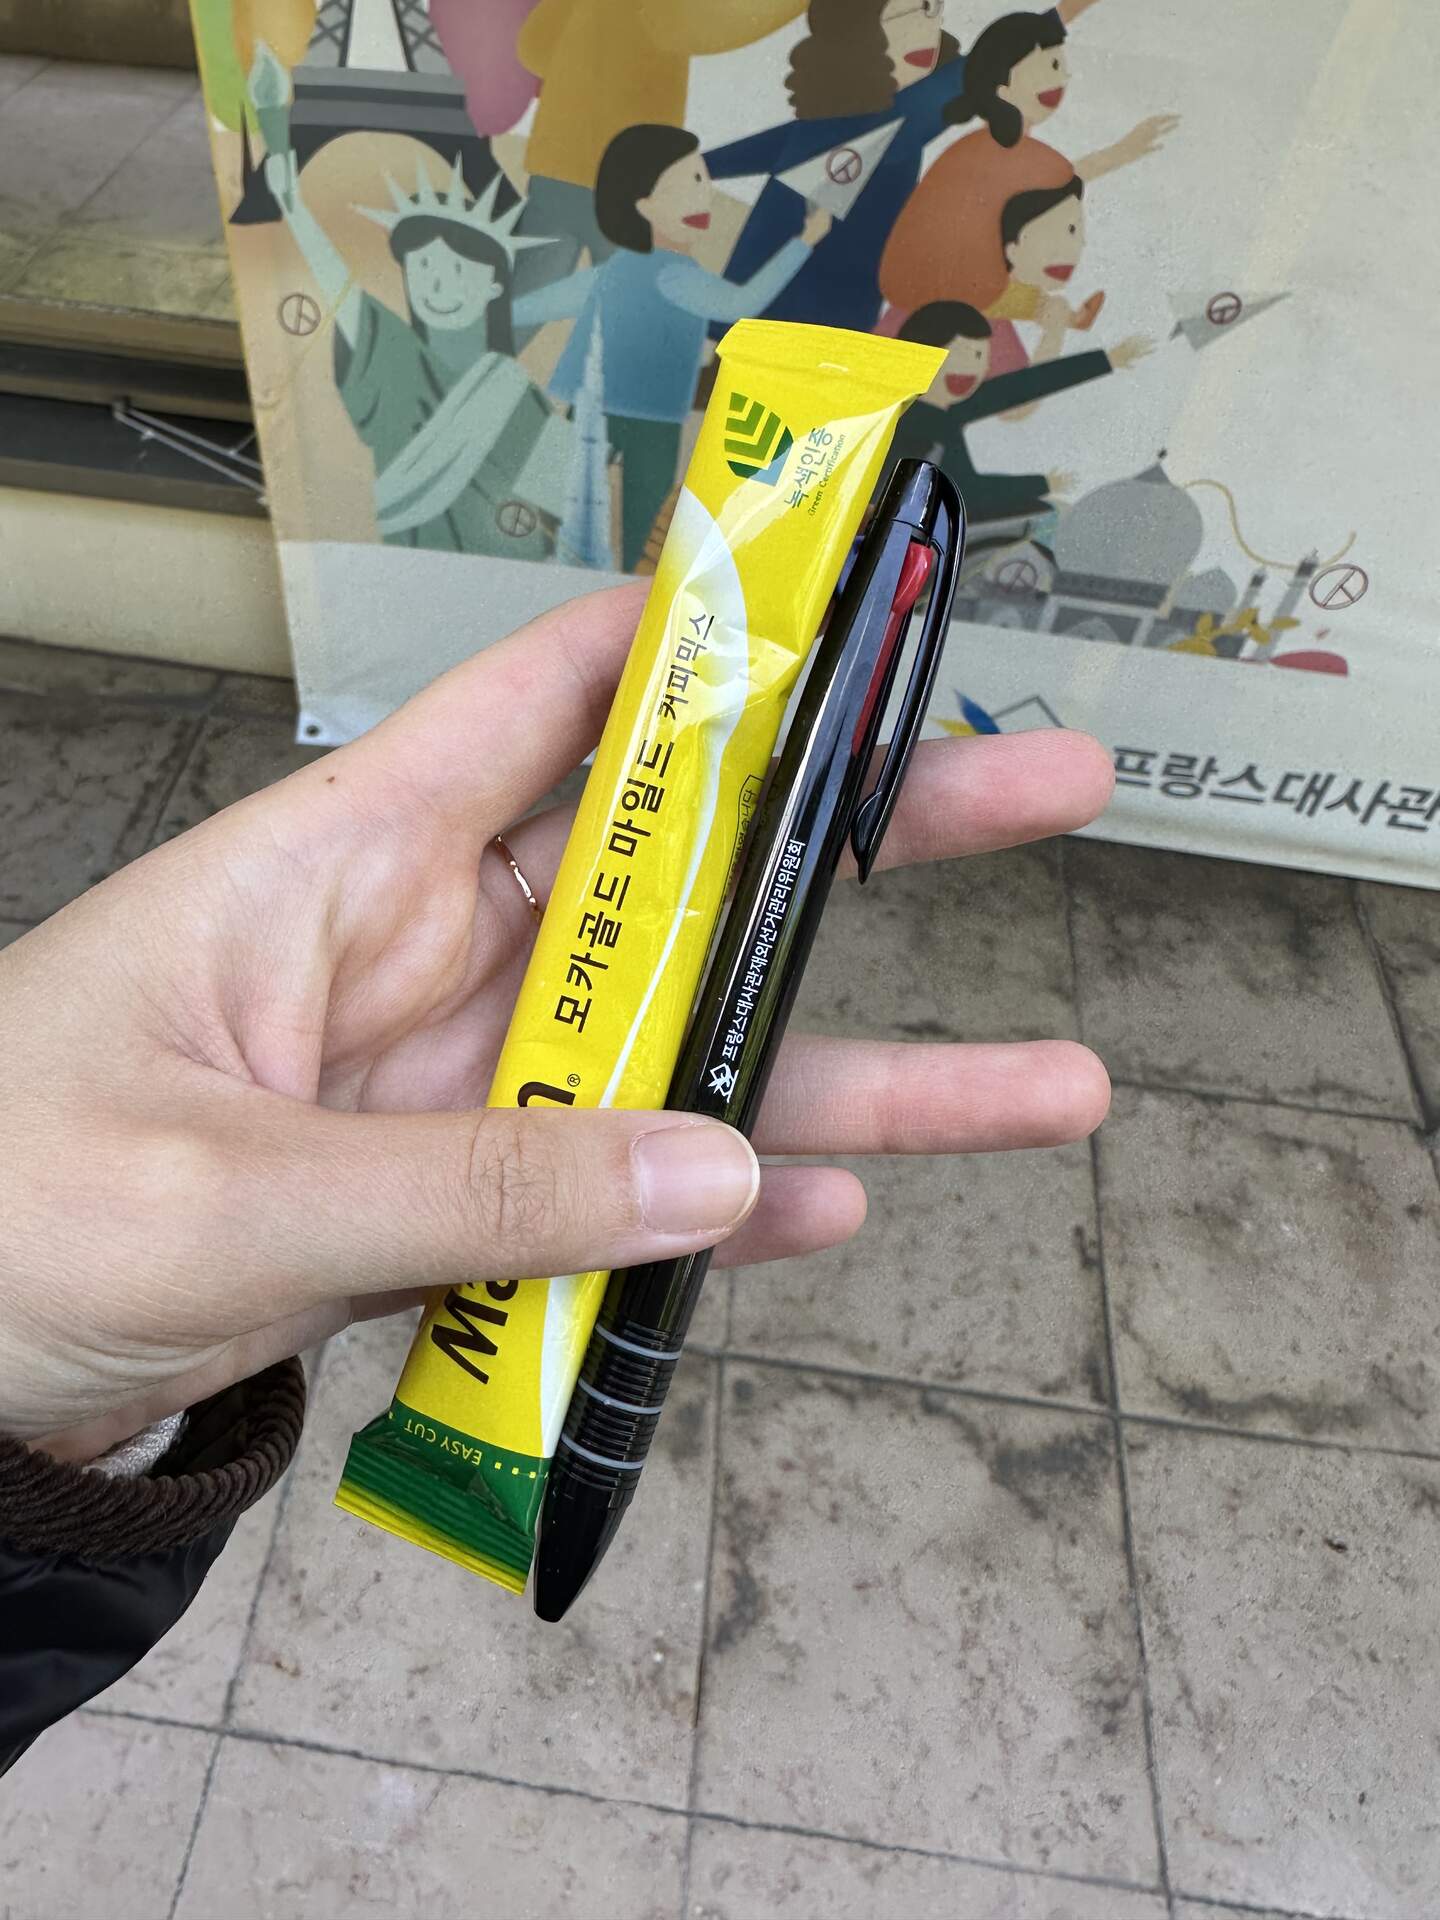 녹색인증
Green Certification
모카골드 마일드 커피믹스
EASY CUT
프랑스대사관재외선거관리위원회
프랑스대사관